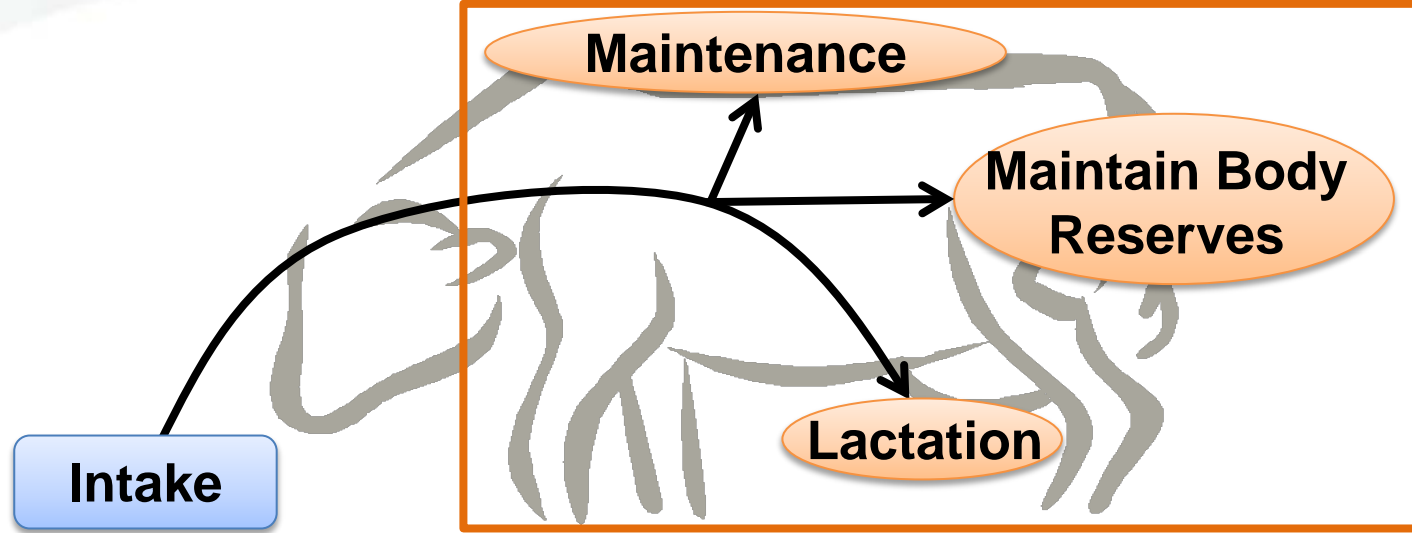 Maintenance
Maintain Body
Reserves
Lactation
Intake